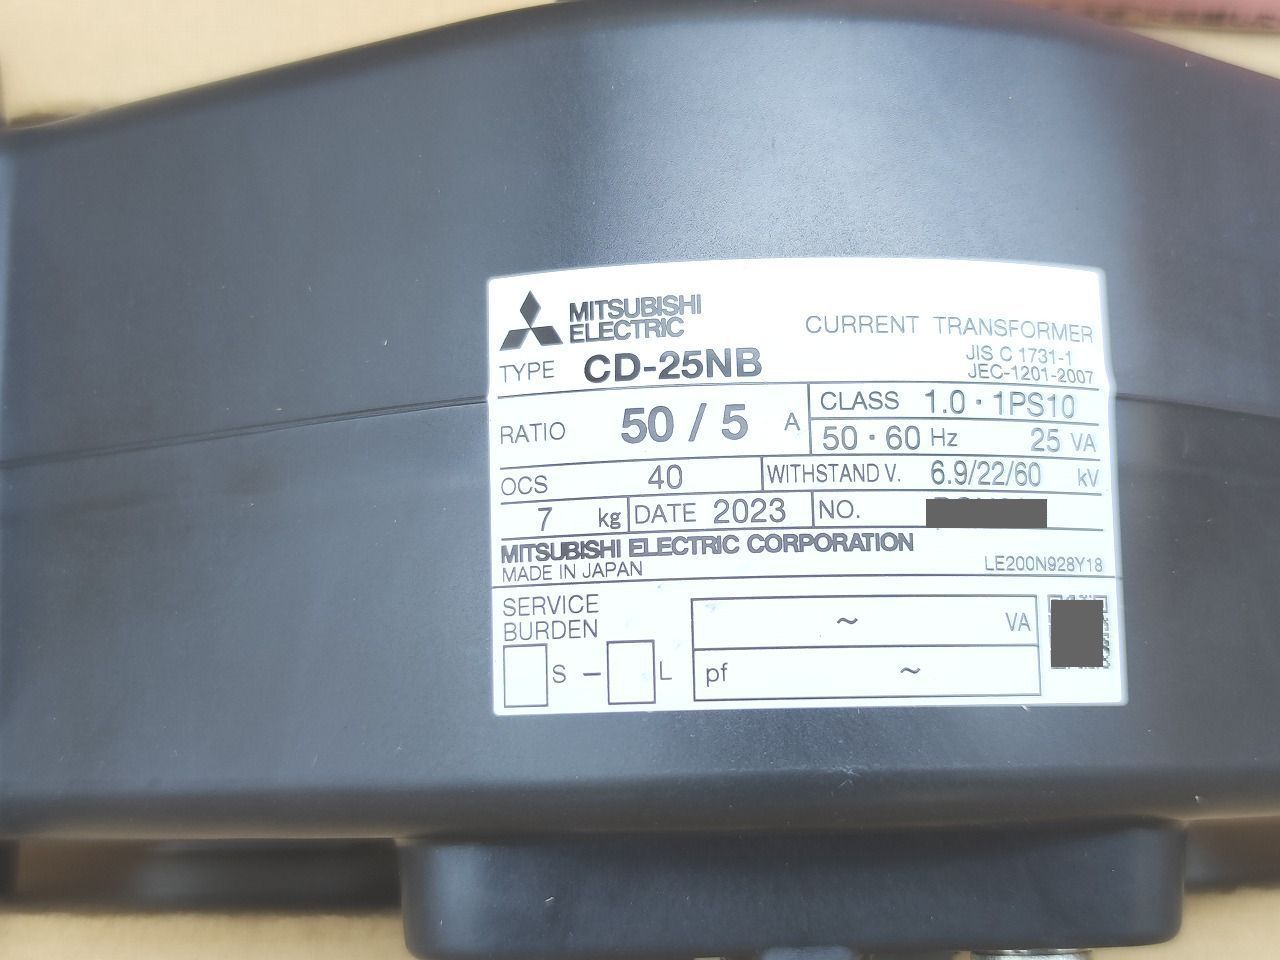 MITSUBISHI
ELECTRIC
CURRENT TRANSFORMER
TYPE CD-25NB
JIS C 1731-1
JEC-1201-2007
RATIO 50 / 5 A
CLASS 1.0・1PS10
50・60 Hz 25 VA
OCS 40 WITHSTAND V. 6.9/22/60 kV
7 kg DATE 2023 NO.
MITSUBISHI ELECTRIC CORPORATION
MADE IN JAPAN LE200N928Y18
SERVICE
BURDEN
~ VA
S – L
pf ~